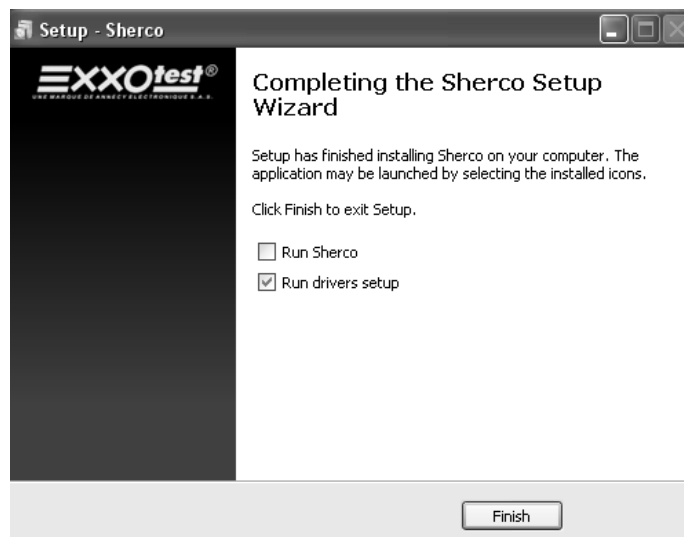 Setup - Sherco
EXXOtest®
UNE MARQUE DE ANNECY ELECTRONIQUE S.A.S.
Completing the Sherco Setup
Wizard
Setup has finished installing Sherco on your computer. The
application may be launched by selecting the installed icons.
Click Finish to exit Setup.
Run Sherco
Run drivers setup
Finish